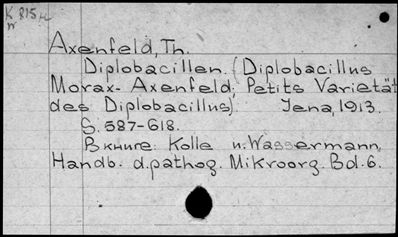 K 815
Axenfeld, Th.
Diplobacillen. (Diplobacillus
Morax-Axenfeld; Petits Varietät
des Diplobacillus). Jena, 1913.
S. 587-618.
В книге: Kolle u. Wassermann,
Handb. d. pathog. Mikroorg. Bd. 6.